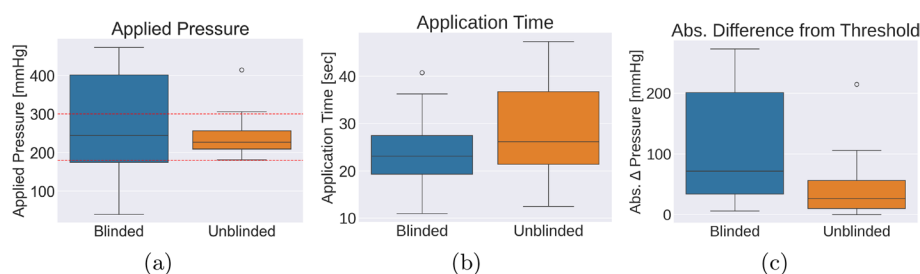 Applied Pressure
Applied Pressure [mmHg]
400
300
200
100
Blinded Unblinded
(a)
Application Time
Application Time [sec]
40
30
20
10
Blinded Unblinded
(b)
Abs. Difference from Threshold
Abs. Δ Pressure [mmHg]
200
100
0
Blinded Unblinded
(c)